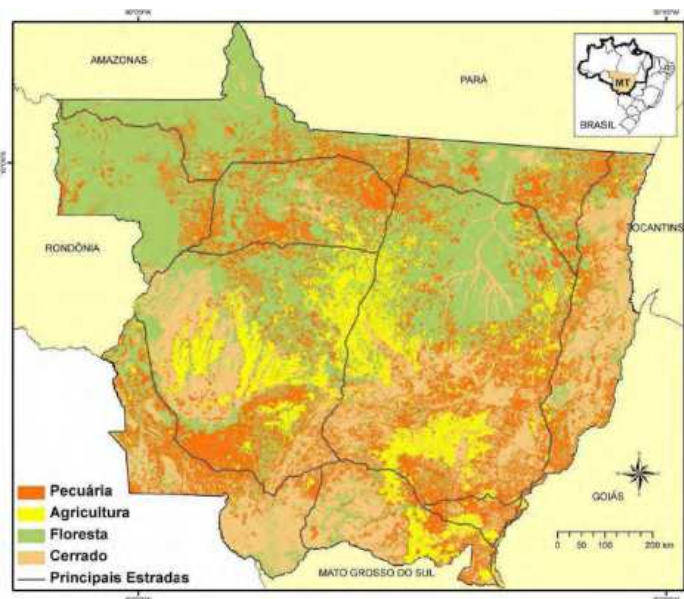 AMAZONAS
PARÁ
MT
BRASIL
RONDÔNIA
TOCANTINS
GOIÁS
MATO GROSSO DO SUL
Pecuária
Agricultura
Floresta
Cerrado
Principais Estradas
0 50 100 200 km